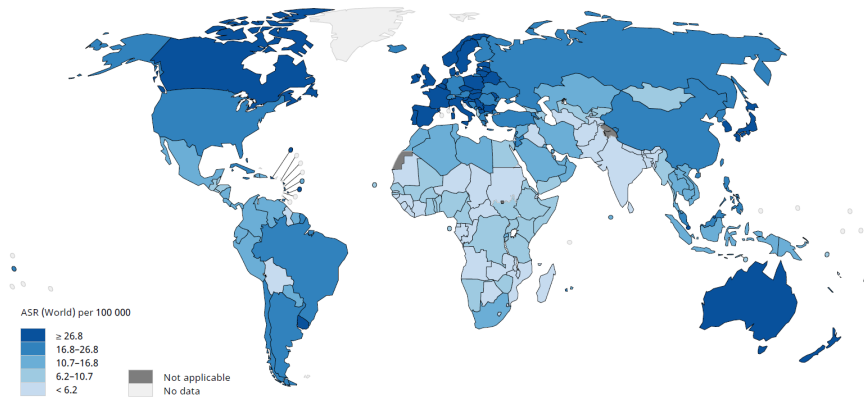 ASR (World) per 100 000
≥ 26.8
16.8–26.8
10.7–16.8
6.2–10.7
< 6.2
Not applicable
No data